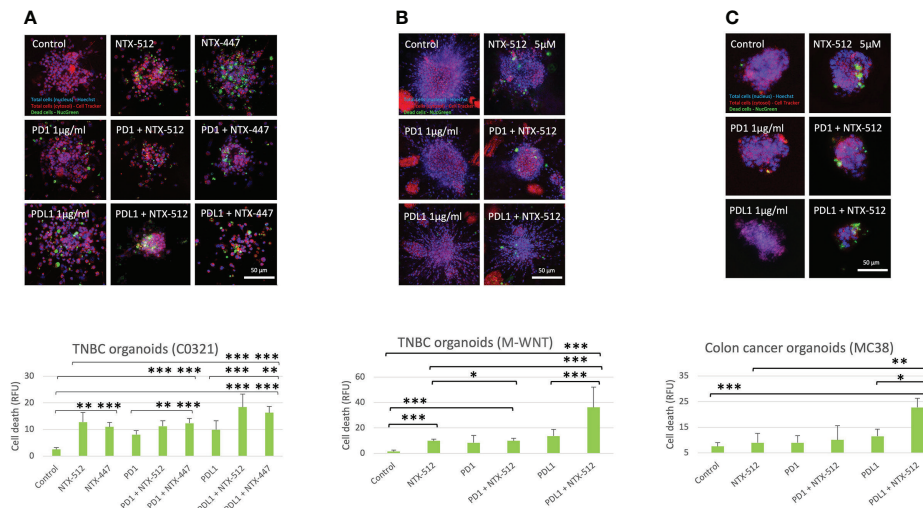 A
Control
NTX-512
NTX-447
Total cells (nucleus) - Hoechst
Total cells (cytosol) - Cell Tracker
Dead cells - NucGreen
PD1 1µg/ml
PD1 + NTX-512
PD1 + NTX-447
PDL1 1µg/ml
PDL1 + NTX-512
PDL1 + NTX-447
50 µm
TNBC organoids (C0321)
*** ***
*** *** *** **
*** ***
** *** ** ***
Cell death (RFU)
30
20
10
0
Control
NTX-512
NTX-447
PD1
PD1 + NTX-512
PD1 + NTX-447
PDL1
PDL1 + NTX-512
PDL1 + NTX-447
B
Control
NTX-512 5µM
Dead cells - NucGreen
PD1 1µg/ml
PD1 + NTX-512
PDL1 1µg/ml
PDL1 + NTX-512
50 µm
TNBC organoids (M-WNT)
***
***
* ***
***
***
Cell death (RFU)
60
40
20
0
Control
NTX-512
PD1
PD1 + NTX-512
PDL1
PDL1 + NTX-512
C
Control
NTX-512 5µM
Total cells (nucleus) - Hoechst
Total cells (cytosol) - Cell Tracker
Dead cells - NucGreen
PD1 1µg/ml
PD1 + NTX-512
PDL1 1µg/ml
PDL1 + NTX-512
50 µm
Colon cancer organoids (MC38)
**
*
***
Cell death (RFU)
25
15
5
Control
NTX-512
PD1
PD1 + NTX-512
PDL1
PDL1 + NTX-512